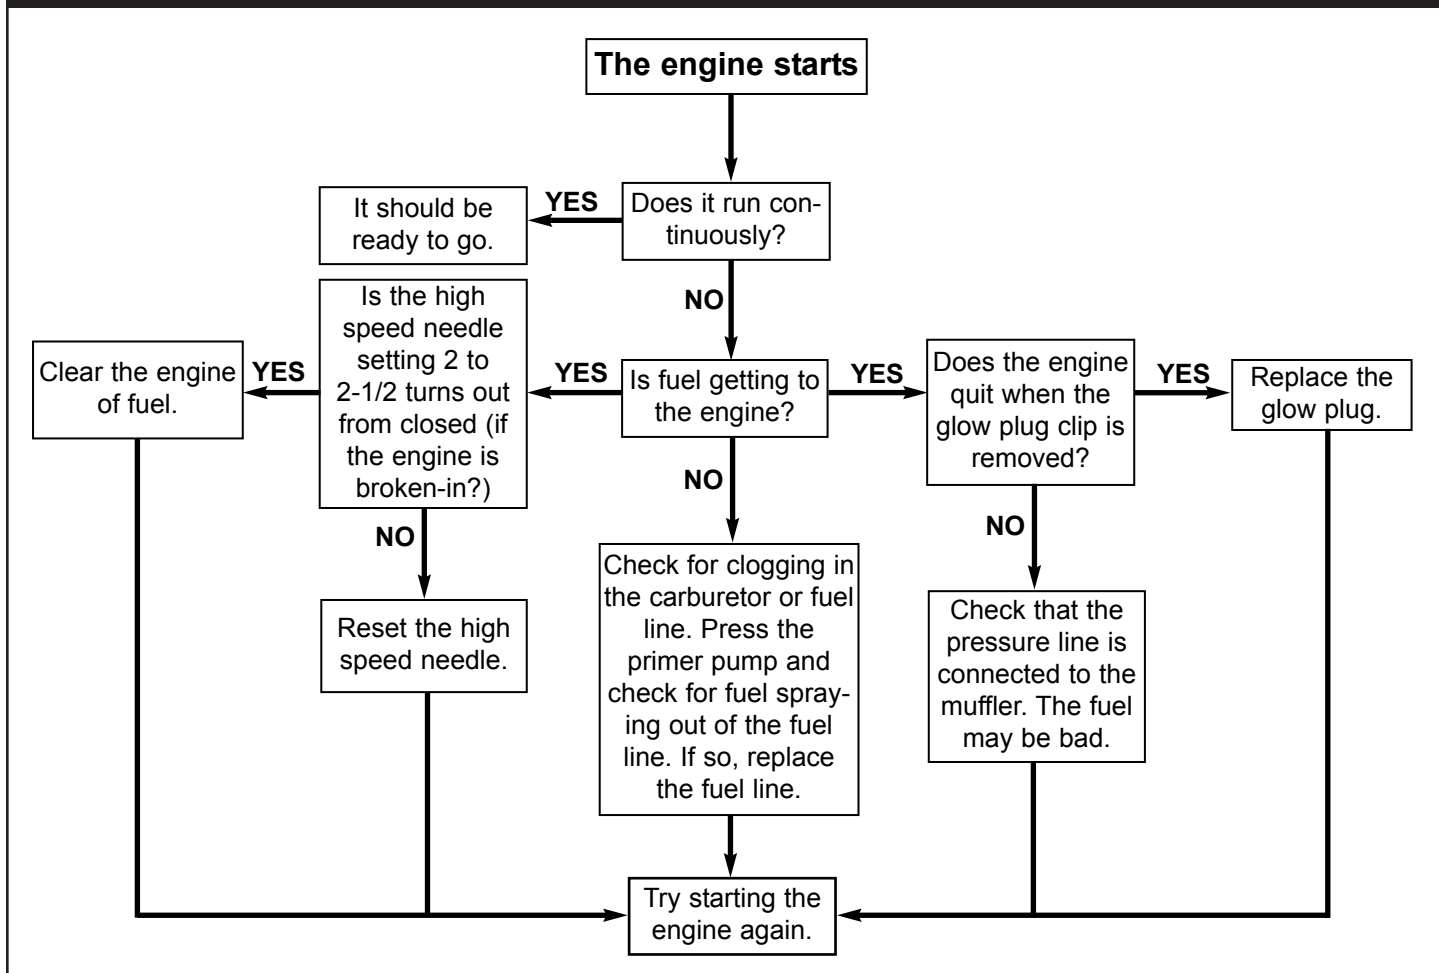 The engine starts
Does it run con-
tinuously?
YES
It should be
ready to go.
NO
Is fuel getting to
the engine?
YES
Is the high
speed needle
setting 2 to
2-1/2 turns out
from closed (if
the engine is
broken-in?)
YES
Clear the engine
of fuel.
NO
Reset the high
speed needle.
NO
Check for clogging in
the carburetor or fuel
line. Press the
primer pump and
check for fuel spray-
ing out of the fuel
line. If so, replace
the fuel line.
YES
Does the engine
quit when the
glow plug clip is
removed?
YES
Replace the
glow plug.
NO
Check that the
pressure line is
connected to the
muffler. The fuel
may be bad.
Try starting the
engine again.